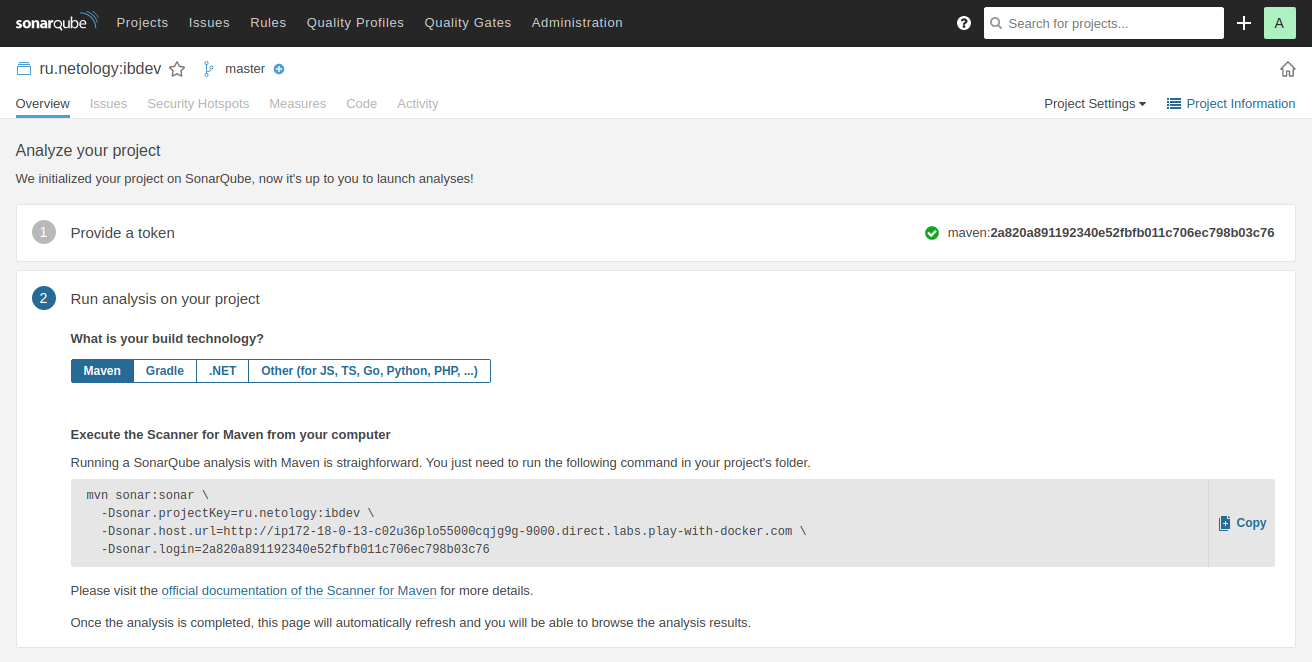 sonarqube Projects Issues Rules Quality Profiles Quality Gates Administration ? Search for projects... A
ru.netology:ibdev master
Overview Issues Security Hotspots Measures Code Activity Project Settings Project Information
Analyze your project
We initialized your project on SonarQube, now it's up to you to launch analyses!
1 Provide a token maven:2a820a891192340e52fbfb011c706ec798b03c76
2 Run analysis on your project
What is your build technology?
Maven Gradle .NET Other (for JS, TS, Go, Python, PHP, ...)
Execute the Scanner for Maven from your computer
Running a SonarQube analysis with Maven is straighforward. You just need to run the following command in your project's folder.
mvn sonar:sonar \
-Dsonar.projectKey=ru.netology:ibdev \
-Dsonar.host.url=http://ip172-18-0-13-c02u36plo55000cqjg9g-9000.direct.labs.play-with-docker.com \
-Dsonar.login=2a820a891192340e52fbfb011c706ec798b03c76
Copy
Please visit the official documentation of the Scanner for Maven for more details.
Once the analysis is completed, this page will automatically refresh and you will be able to browse the analysis results.